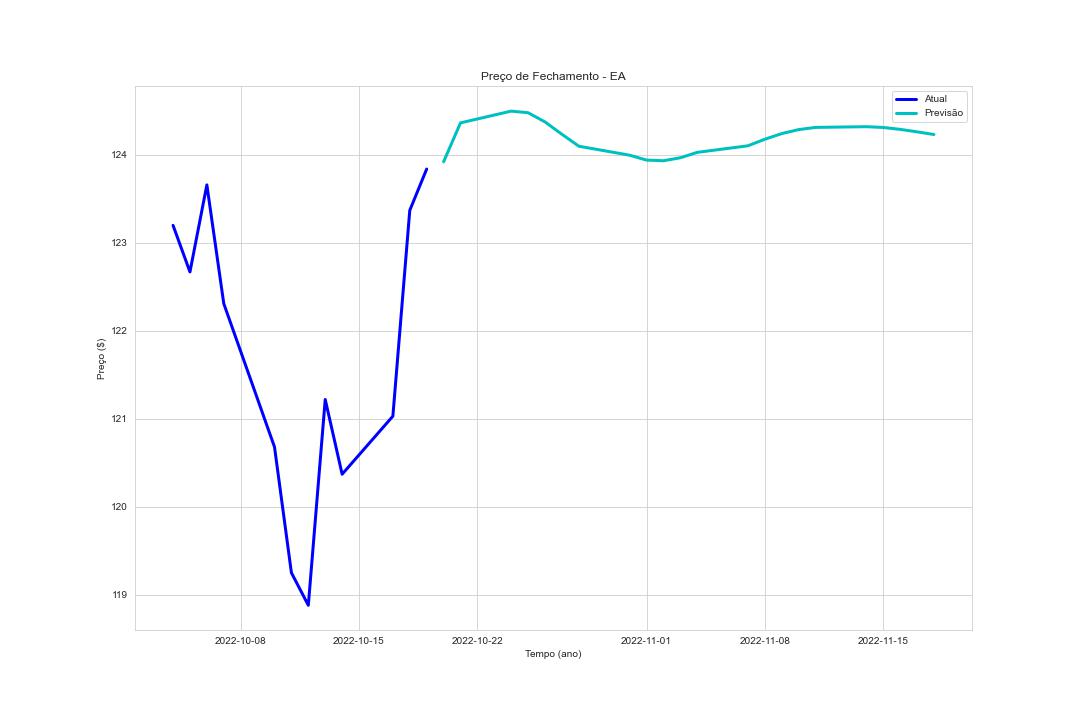 Preço de Fechamento - EA
Atual
Previsão
124
123
122
121
120
119
Preço ($)
2022-10-08
2022-10-15
2022-10-22
2022-11-01
2022-11-08
2022-11-15
Tempo (ano)